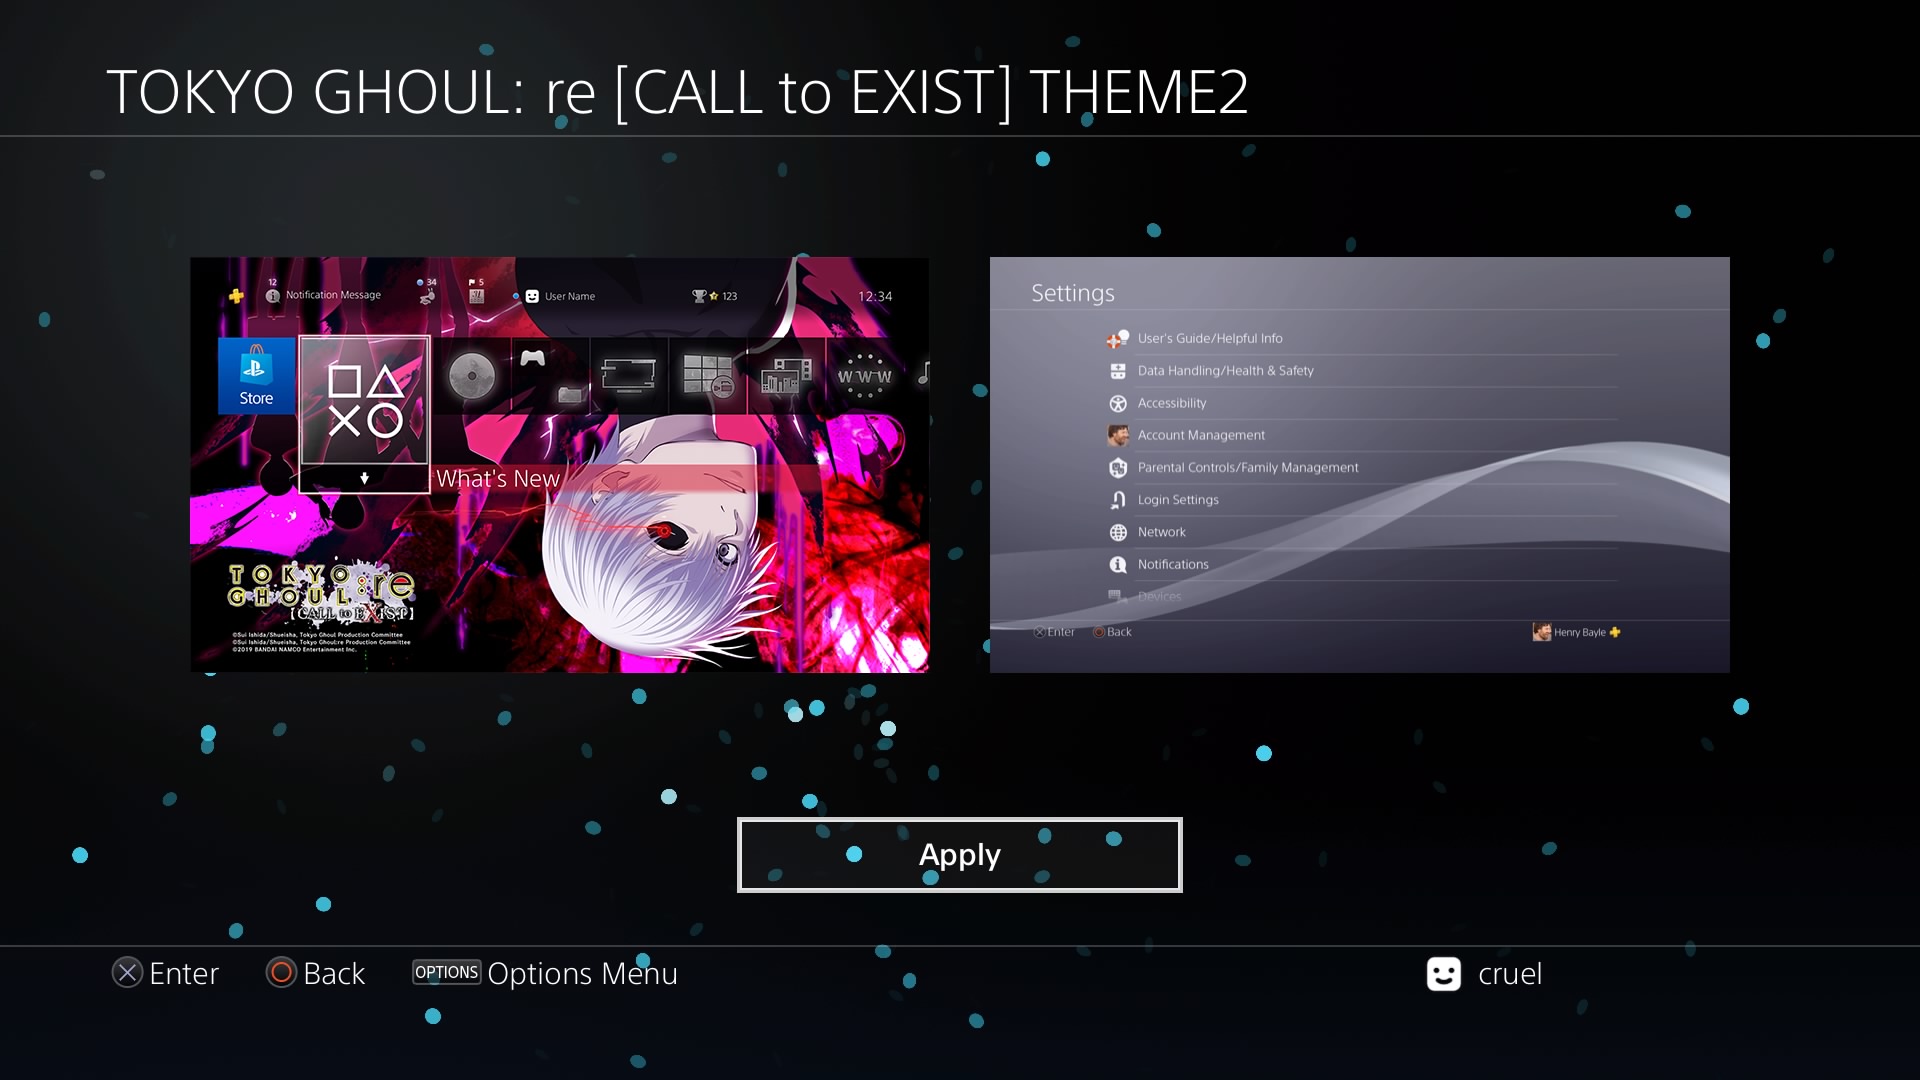 TOKYO GHOUL: re [CALL to EXIST] THEME2
12
Notification Message
34
5
User Name
123
12:34
Store
WWW
What's New
TOKYO GHOUL:re
[CALL to EXIST]
©Sui Ishida/Shueisha, Tokyo Ghoul Production Committee
©Sui Ishida/Shueisha, Tokyo Ghoul:re Production Committee
©2019 BANDAI NAMCO Entertainment Inc.
Settings
User's Guide/Helpful Info
Data Handling/Health & Safety
Accessibility
Account Management
Parental Controls/Family Management
Login Settings
Network
Notifications
Devices
Enter Back
Henry Bayle
Apply
Enter Back OPTIONS Options Menu
cruel